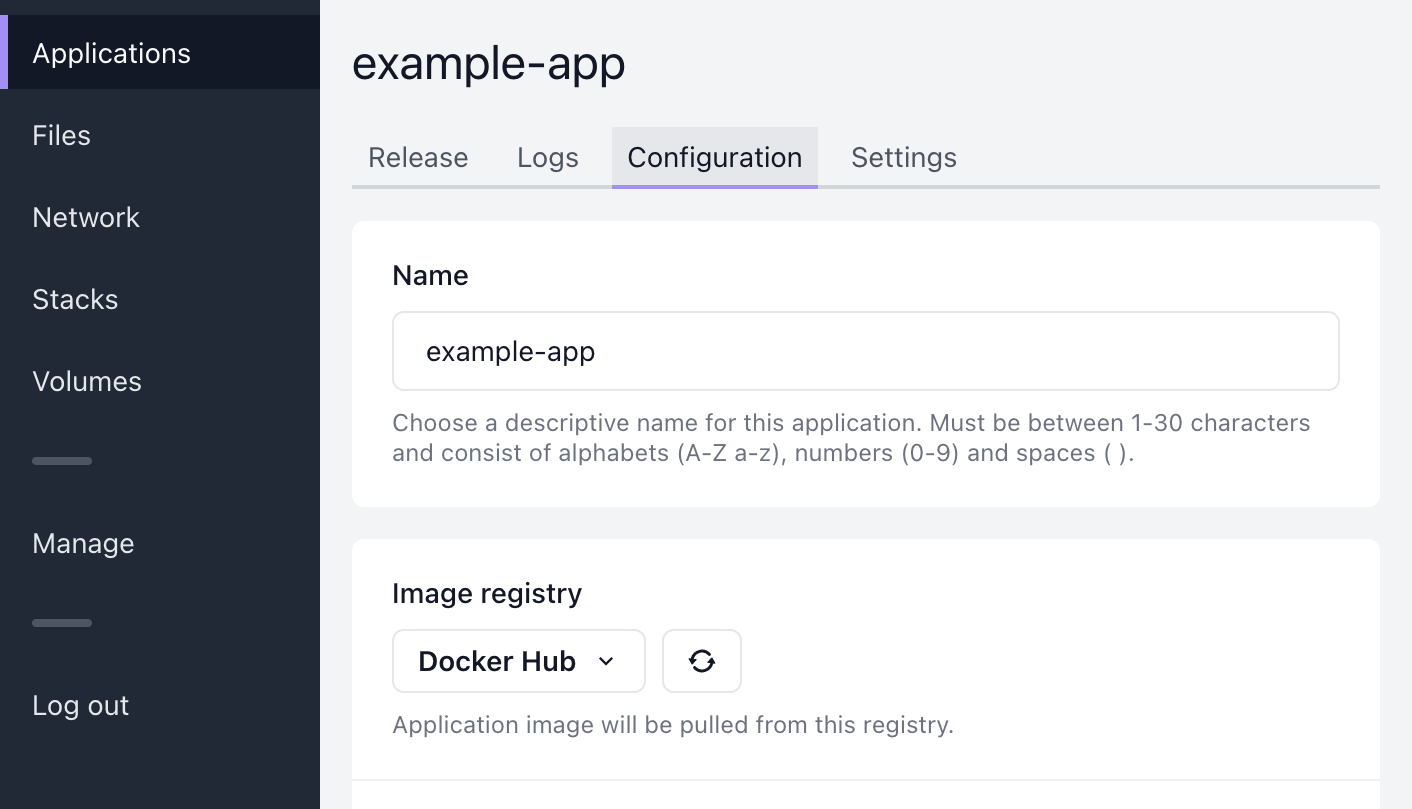 Applications
Files
Network
Stacks
Volumes
Manage
Log out
example-app
Release
Logs
Configuration
Settings
Name
example-app
Choose a descriptive name for this application. Must be between 1-30 characters
and consist of alphabets (A-Z a-z), numbers (0-9) and spaces ( ).
Image registry
Docker Hub
Application image will be pulled from this registry.